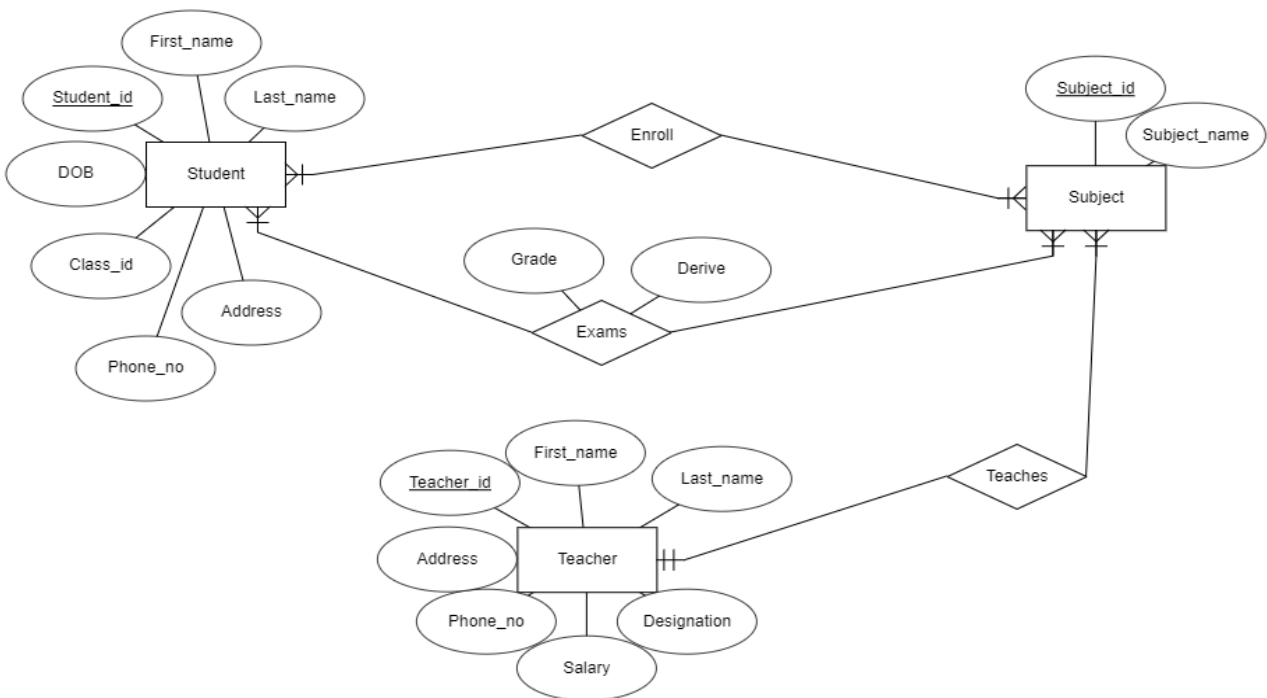 First_name
Student_id
Last_name
DOB
Student
Class_id
Address
Phone_no
Enroll
Subject_id
Subject_name
Subject
Grade
Derive
Exams
First_name
Teacher_id
Last_name
Teaches
Address
Teacher
Phone_no
Designation
Salary